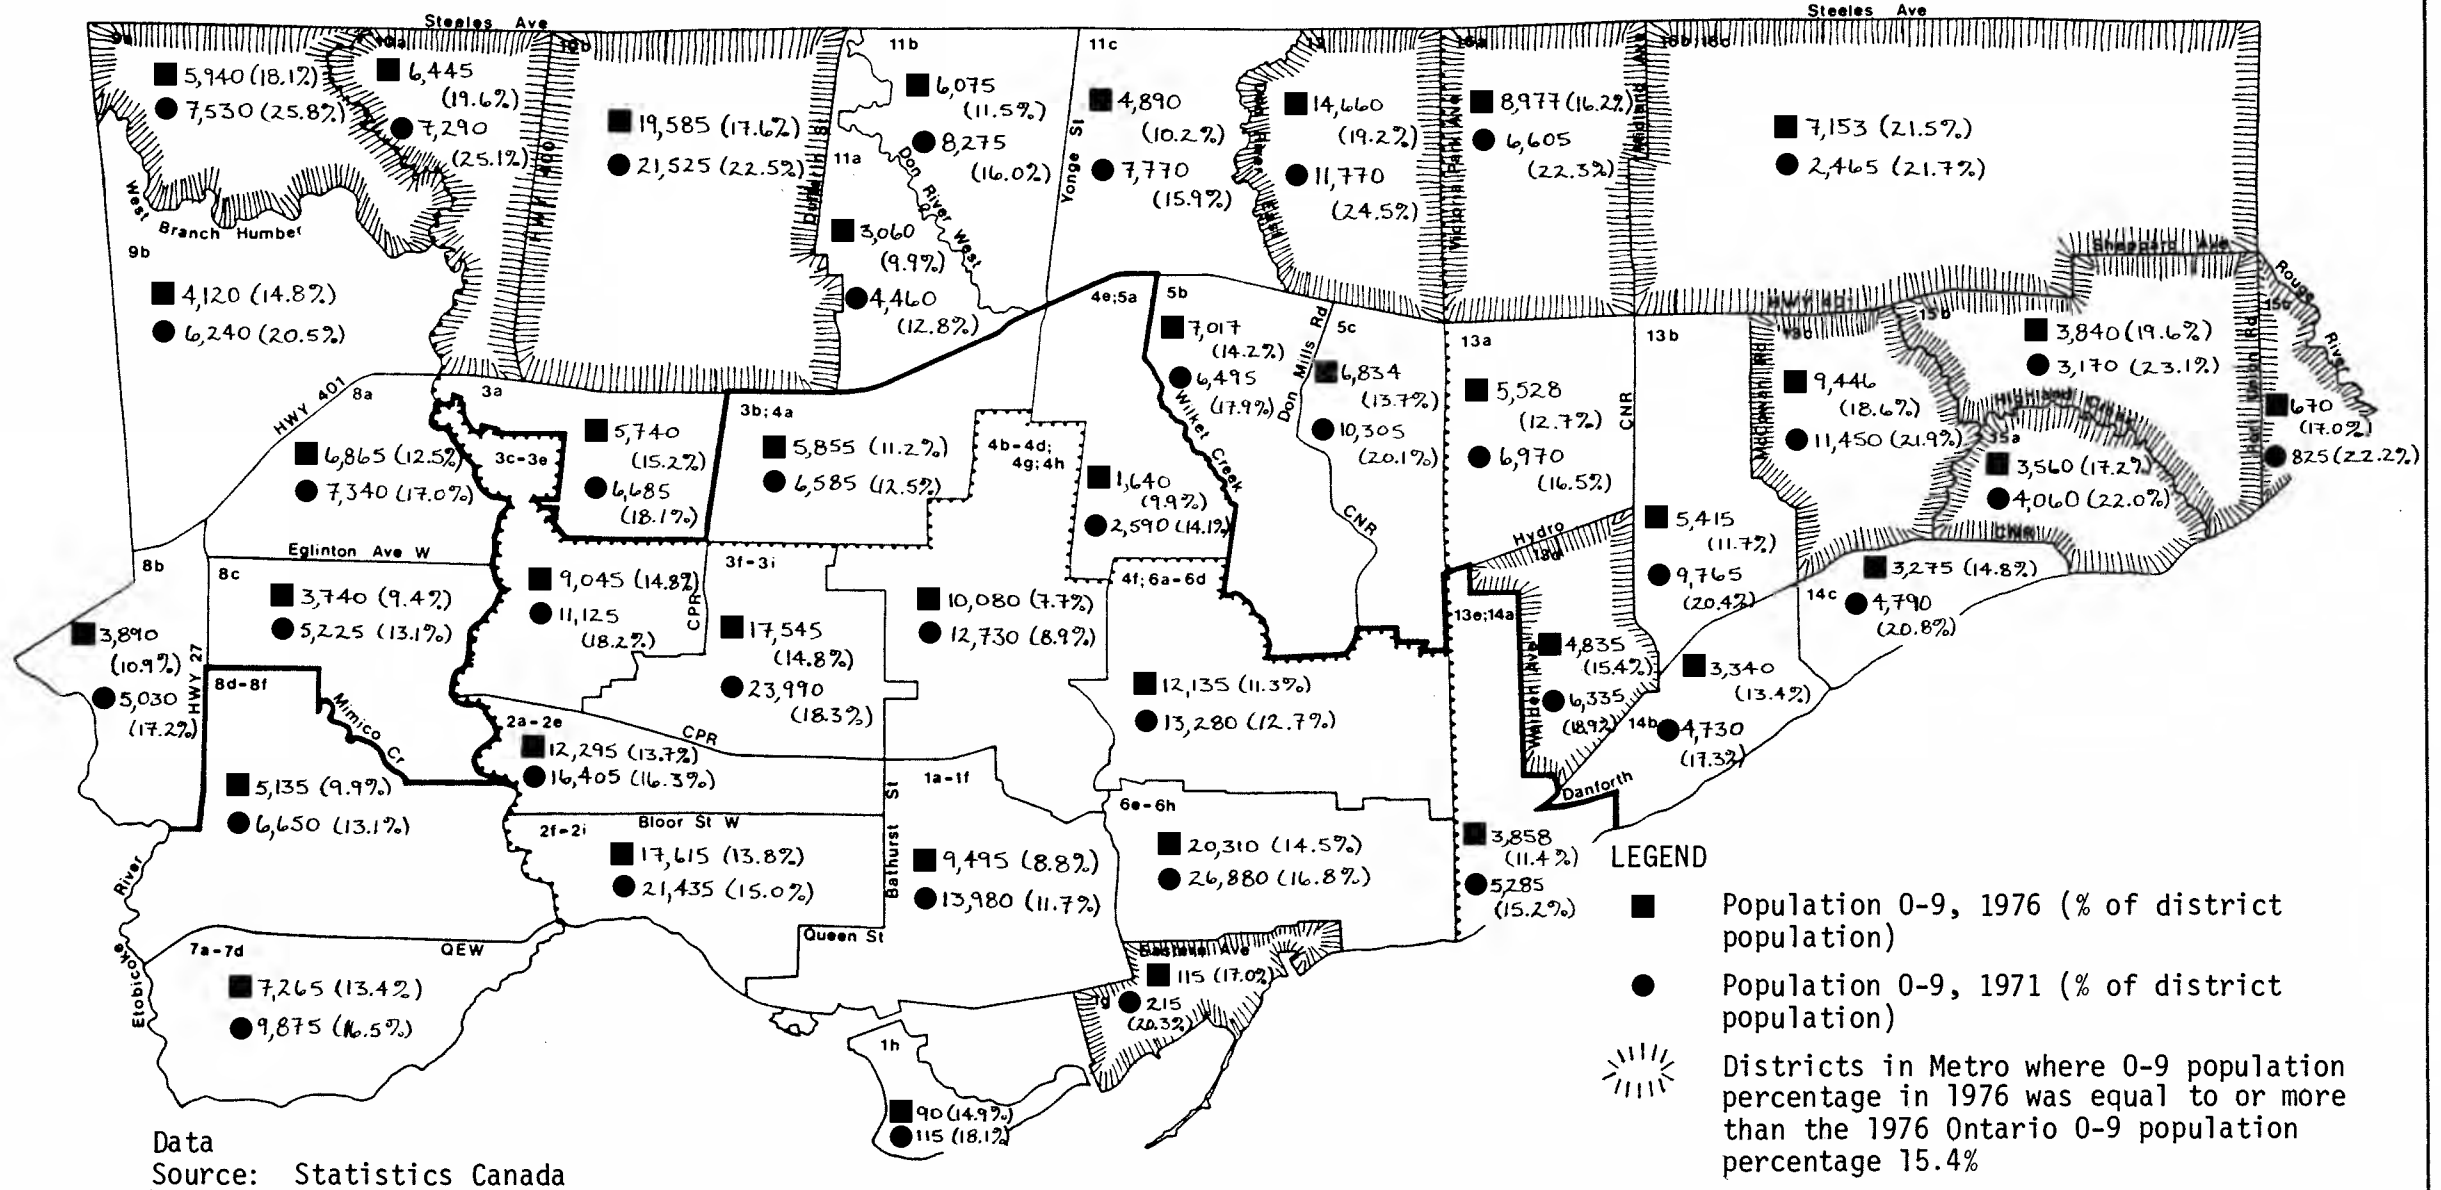 Steeles Ave
Steeles Ave
9a
5,940 (18.1%)
7,530 (25.8%)
10a
6,445
(19.6%)
7,290
(25.1%)
HWY 400
10b
19,585 (17.6%)
21,525 (22.5%)
11b
6,075
(11.5%)
8,275
(16.0%)
Don River West
11a
3,060
(9.9%)
4,460
(12.8%)
Yonge St
11c
4,890
(10.2%)
7,770
(15.9%)
12
14,660
(19.2%)
11,770
(24.5%)
Victoria Park Ave
16a
8,977 (16.2%)
6,605
(22.3%)
Midland Ave
16b;16c
7,153 (21.5%)
2,465 (21.7%)
Sheppard Ave
HWY 401
Rouge River
West Branch Humber
9b
4,120 (14.8%)
6,240 (20.5%)
HWY 401
8a
6,865 (12.5%)
7,340 (17.0%)
3a
5,740
(15.2%)
6,685
(18.1%)
3c-3e
3b;4a
5,855 (11.2%)
6,585 (12.5%)
4b-4d;
4g;4h
4e;5a
1,640
(9.9%)
2,590 (14.1%)
5b
7,017
(14.2%)
6,495
(17.9%)
Wilket Creek
Don Mills Rd
5c
6,834
(13.7%)
10,305
(20.1%)
CNR
13a
5,528
(12.7%)
6,970
(16.5%)
CNR
13b
5,415
(11.7%)
9,765
(20.4%)
McCowan Rd
13c
9,446
(18.6%)
11,450 (21.9%)
15b
3,840 (19.6%)
3,170 (23.1%)
Highland Creek
15a
3,560 (17.2%)
4,060 (22.0%)
CNR
Port Union Rd
15c
670
(17.0%)
825 (22.2%)
Eglinton Ave W
8b
3,890
(10.9%)
5,030
(17.2%)
HWY 27
8c
3,740 (9.4%)
5,225 (13.1%)
9,045 (14.8%)
11,125
(18.2%)
CPR
3f-3i
17,545
(14.8%)
23,990
(18.3%)
10,080 (7.7%)
12,730 (8.9%)
4f;6a-6d
12,135 (11.3%)
13,280 (12.7%)
Hydro
13d
4,835
(15.4%)
6,335
(18.9%)
Warden Ave
13e;14a
3,858
(11.4%)
5,285
(15.2%)
14b
3,340
(13.4%)
4,730
(17.3%)
14c
3,275 (14.8%)
4,790
(20.8%)
Danforth
8d-8f
Mimico Cr
5,135 (9.9%)
6,650 (13.1%)
2a-2e
CPR
12,295 (13.7%)
16,405 (16.3%)
Bloor St W
2f-2i
17,615 (13.8%)
21,435 (15.0%)
Bathurst St
1a-1f
9,495 (8.8%)
13,980 (11.7%)
Queen St
6e-6h
20,310 (14.5%)
26,880 (16.8%)
Eastern Ave
115 (17.0%)
1g
215
(20.3%)
1h
90 (14.9%)
115 (18.1%)
Etobicoke River
7a-7d
QEW
7,265 (13.4%)
9,875 (16.5%)
LEGEND
Population 0-9, 1976 (% of district
population)
Population 0-9, 1971 (% of district
population)
Districts in Metro where 0-9 population
percentage in 1976 was equal to or more
than the 1976 Ontario 0-9 population
percentage 15.4%
Data
Source: Statistics Canada